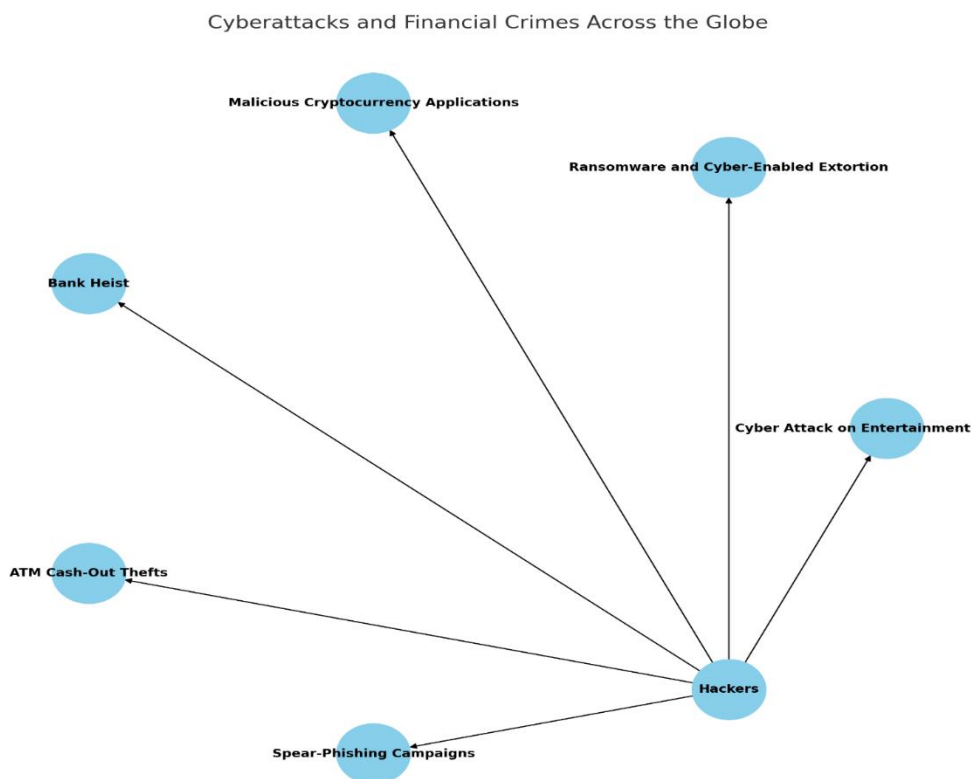 Cyberattacks and Financial Crimes Across the Globe
Malicious Cryptocurrency Applications
Ransomware and Cyber-Enabled Extortion
Bank Heist
Cyber Attack on Entertainment
ATM Cash-Out Thefts
Hackers
Spear-Phishing Campaigns